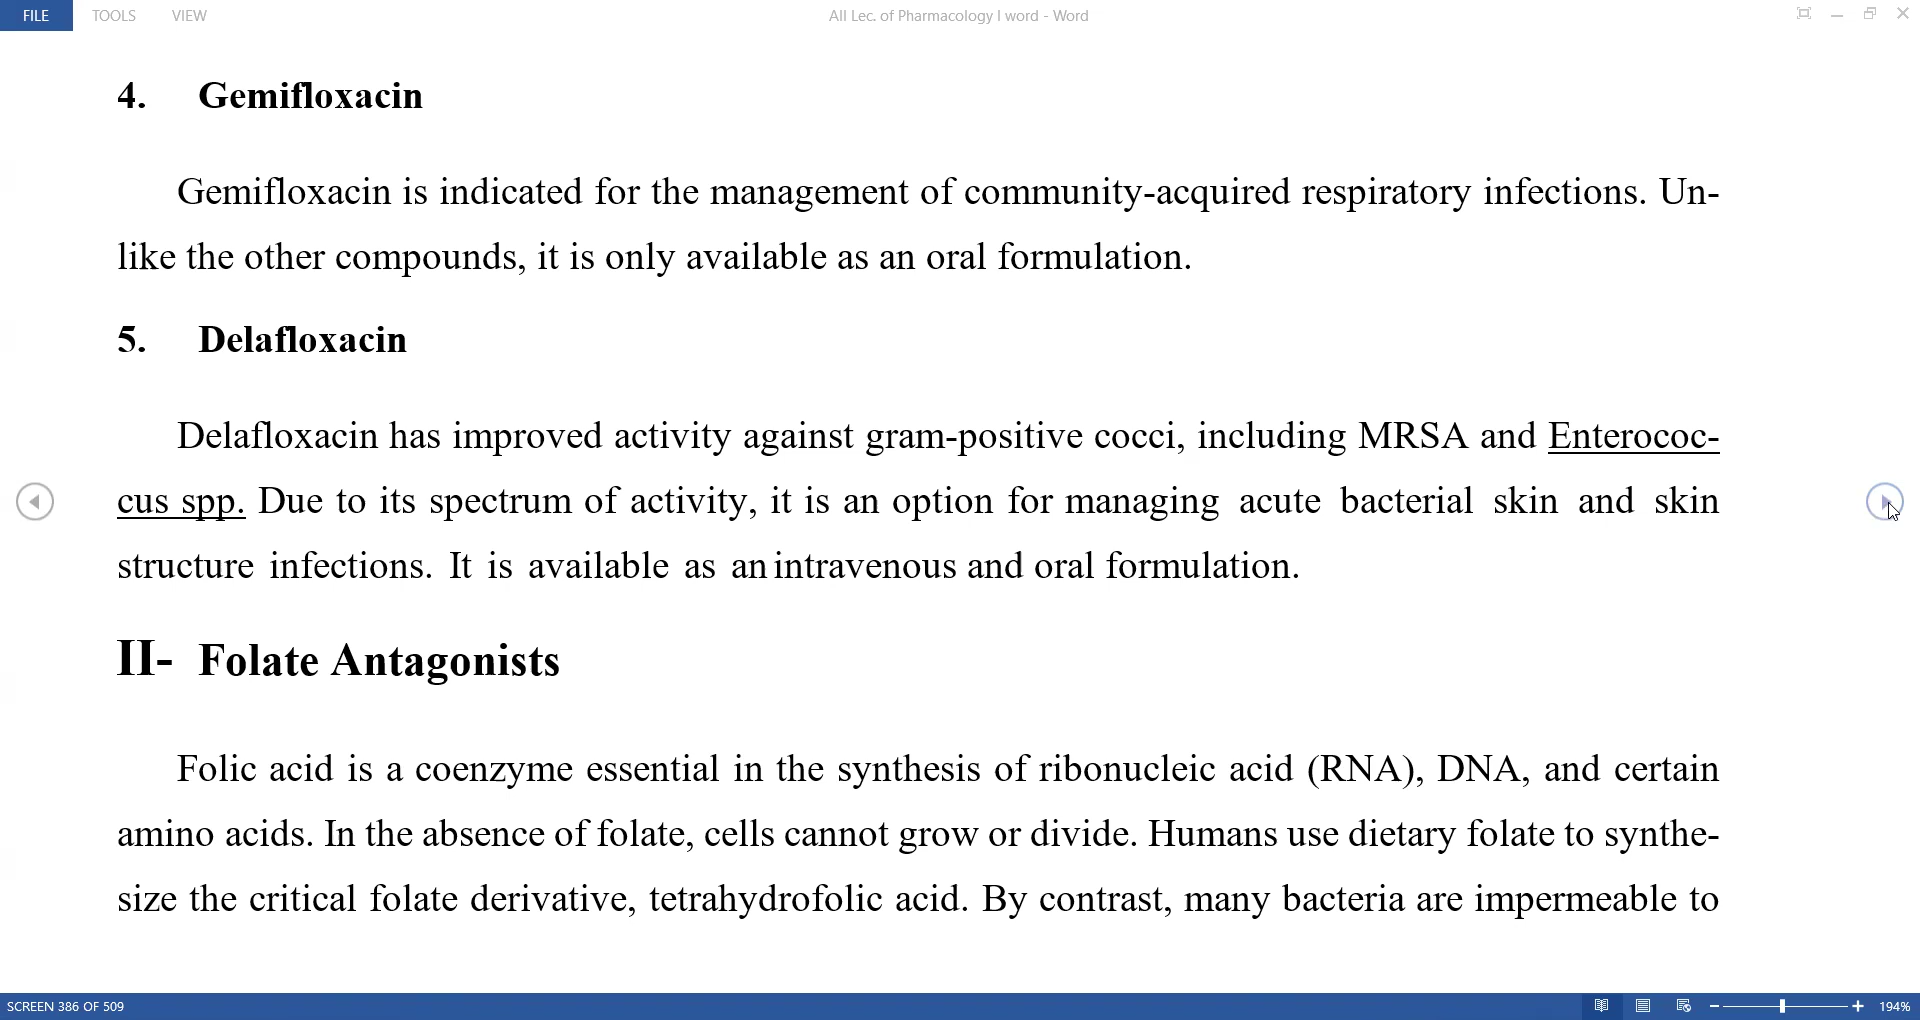 FILE TOOLS VIEW All Lec. of Pharmacology I word - Word
4. Gemifloxacin
Gemifloxacin is indicated for the management of community-acquired respiratory infections. Un-
like the other compounds, it is only available as an oral formulation.
5. Delafloxacin
Delafloxacin has improved activity against gram-positive cocci, including MRSA and Enterococ-
cus spp. Due to its spectrum of activity, it is an option for managing acute bacterial skin and skin
structure infections. It is available as an intravenous and oral formulation.
II- Folate Antagonists
Folic acid is a coenzyme essential in the synthesis of ribonucleic acid (RNA), DNA, and certain
amino acids. In the absence of folate, cells cannot grow or divide. Humans use dietary folate to synthe-
size the critical folate derivative, tetrahydrofolic acid. By contrast, many bacteria are impermeable to
SCREEN 386 OF 509 194%